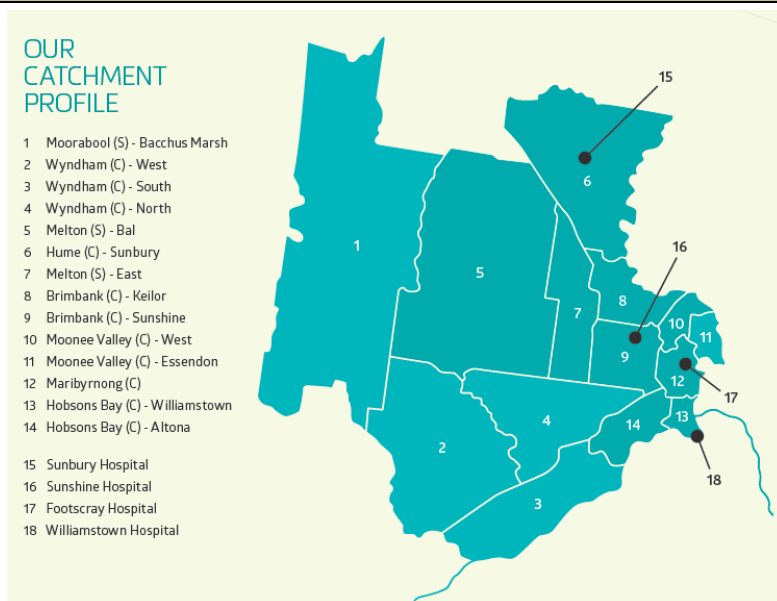 OUR
CATCHMENT
PROFILE
1 Moorabool (S) - Bacchus Marsh
2 Wyndham (C) - West
3 Wyndham (C) - South
4 Wyndham (C) - North
5 Melton (S) - Bal
6 Hume (C) - Sunbury
7 Melton (S) - East
8 Brimbank (C) - Keilor
9 Brimbank (C) - Sunshine
10 Moonee Valley (C) - West
11 Moonee Valley (C) - Essendon
12 Maribyrnong (C)
13 Hobsons Bay (C) - Williamstown
14 Hobsons Bay (C) - Altona
15 Sunbury Hospital
16 Sunshine Hospital
17 Footscray Hospital
18 Williamstown Hospital
15
6
16
1
5
8
7
10
11
9
12
17
4
14
13
2
18
3